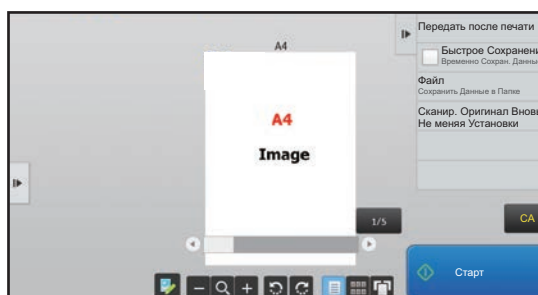 A4
A4
Image
1/5
Передать после печати
Быстрое Сохранени
Временно Сохран. Данны
Файл
Сохранить Данные в Папке
Сканир. Оригинал Вновь
Не меняя Установки
CA
Старт